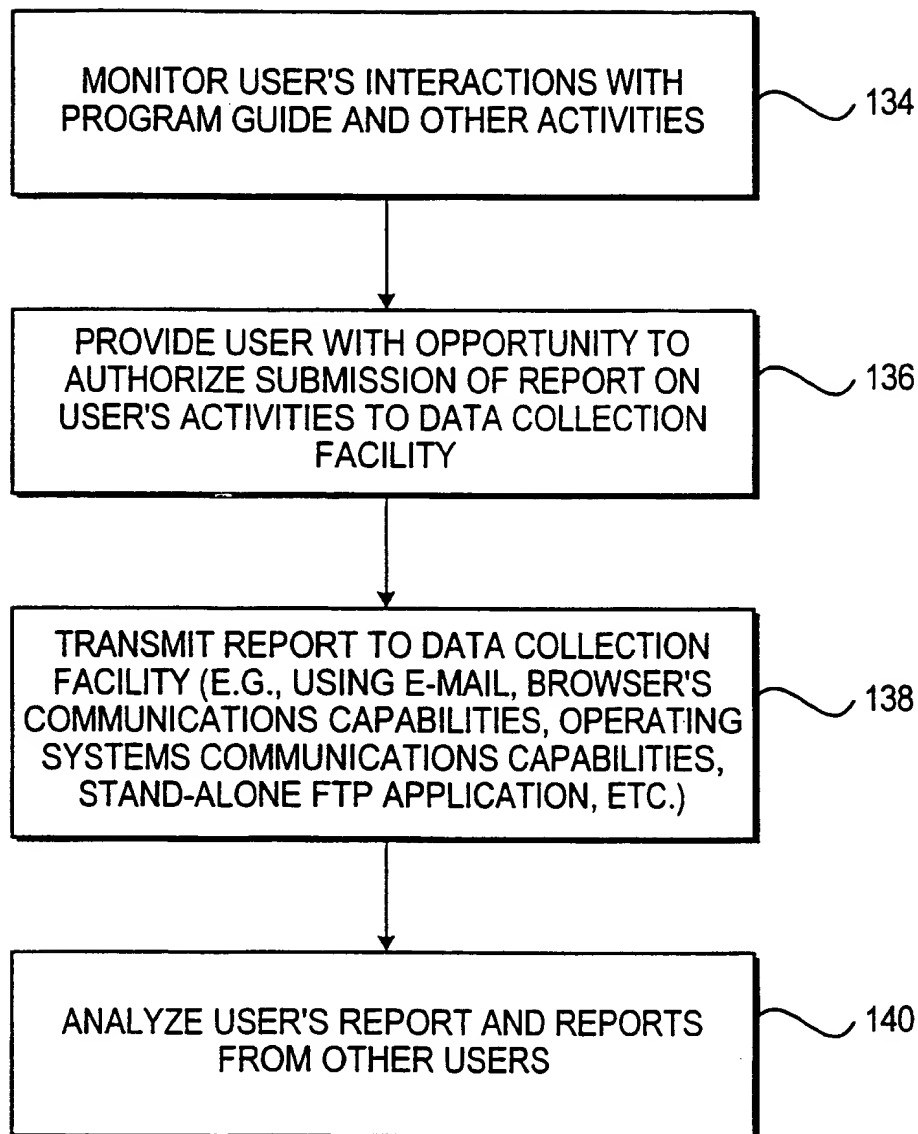 MONITOR USER'S INTERACTIONS WITH
PROGRAM GUIDE AND OTHER ACTIVITIES
134
PROVIDE USER WITH OPPORTUNITY TO
AUTHORIZE SUBMISSION OF REPORT ON
USER'S ACTIVITIES TO DATA COLLECTION
FACILITY
136
TRANSMIT REPORT TO DATA COLLECTION
FACILITY (E.G., USING E-MAIL, BROWSER'S
COMMUNICATIONS CAPABILITIES, OPERATING
SYSTEMS COMMUNICATIONS CAPABILITIES,
STAND-ALONE FTP APPLICATION, ETC.)
138
ANALYZE USER'S REPORT AND REPORTS
FROM OTHER USERS
140